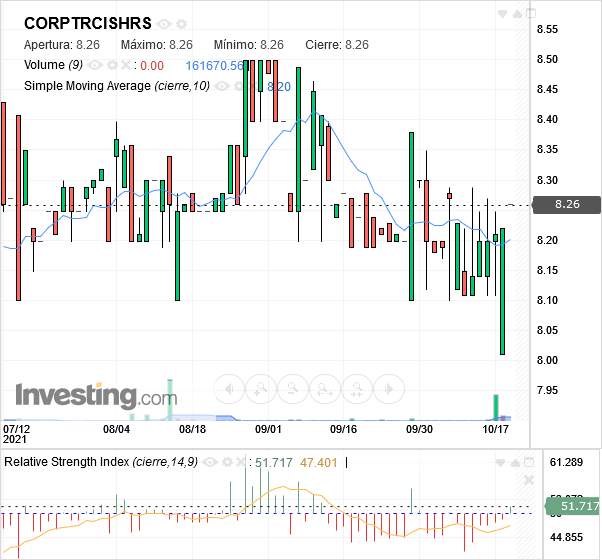 CORPTRCISHRS
Apertura: 8.26 Máximo: 8.26 Mínimo: 8.26 Cierre: 8.26
Volume (9) : 0.00 161670.56
Simple Moving Average (cierre,10) 8.20
8.55
8.50
8.45
8.40
8.35
8.30
8.26
8.20
8.15
8.10
8.05
8.00
7.95
Investing.com
07/12 08/04 08/18 09/01 09/16 09/30 10/17
2021
Relative Strength Index (cierre,14,9) : 51.717 47.401
61.289
51.717
44.855